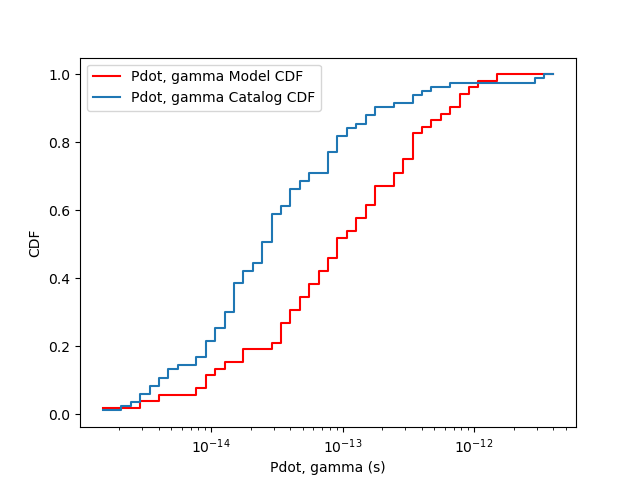 Pdot, gamma Model CDF
Pdot, gamma Catalog CDF
CDF
1.0
0.8
0.6
0.4
0.2
0.0
10⁻¹⁴ 10⁻¹³ 10⁻¹²
Pdot, gamma (s)